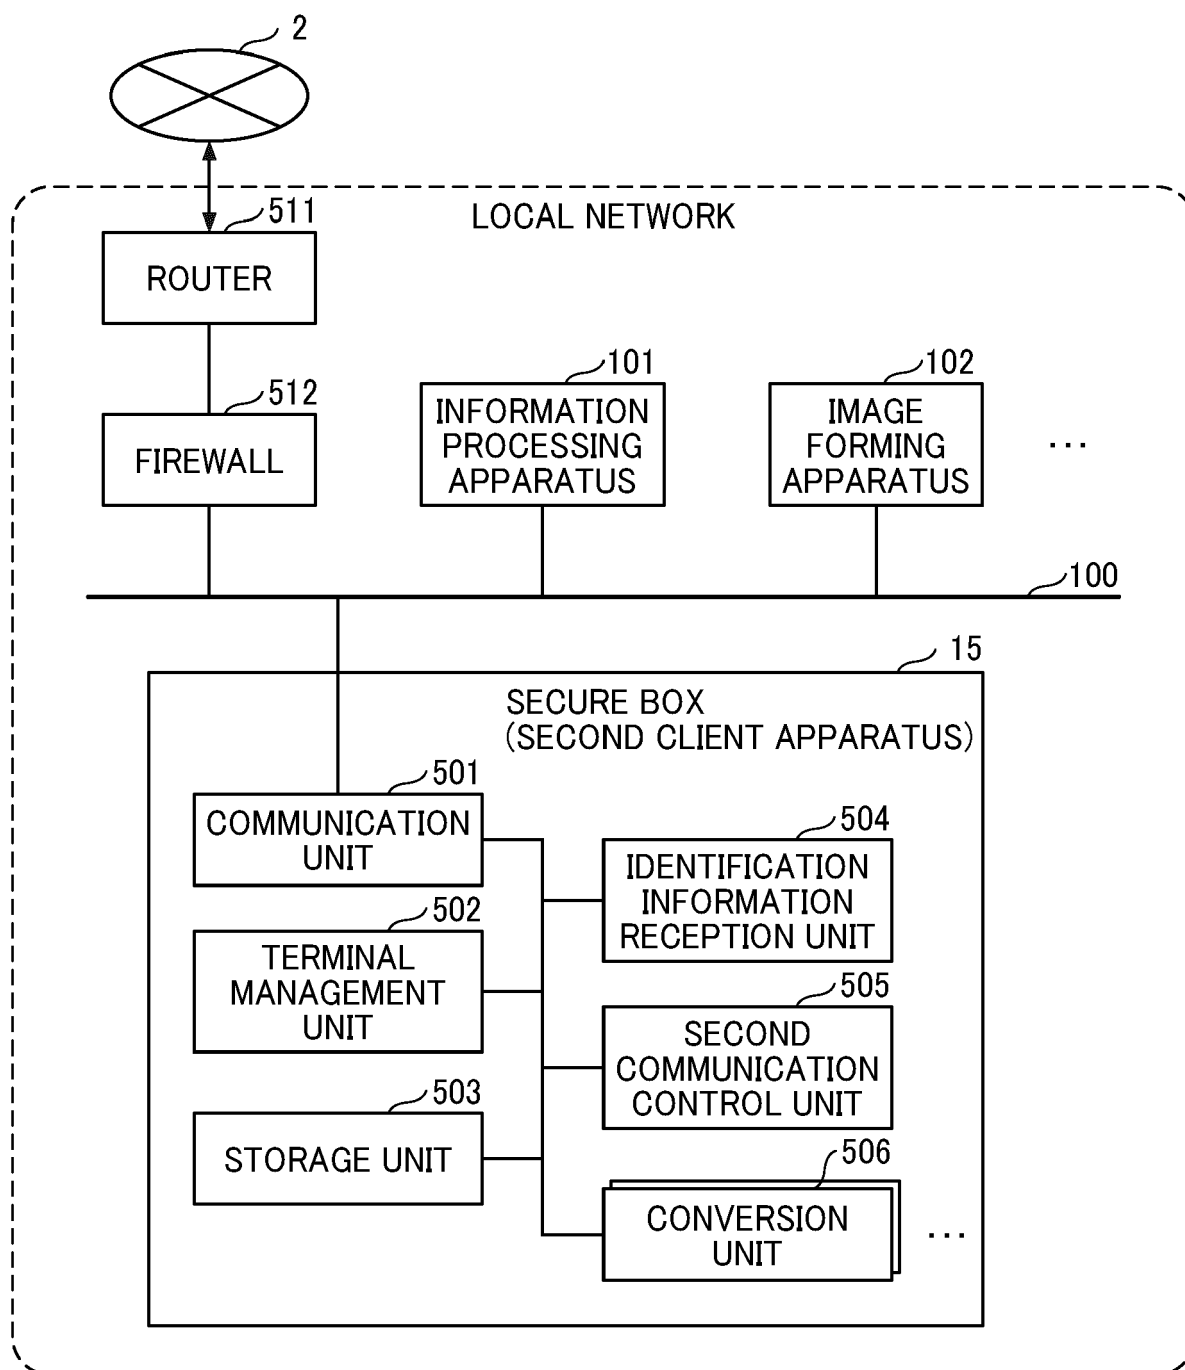 2
511
LOCAL NETWORK
ROUTER
512
FIREWALL
101
INFORMATION
PROCESSING
APPARATUS
102
IMAGE
FORMING
APPARATUS
...
100
15
SECURE BOX
(SECOND CLIENT APPARATUS)
501
COMMUNICATION
UNIT
502
TERMINAL
MANAGEMENT
UNIT
503
STORAGE UNIT
504
IDENTIFICATION
INFORMATION
RECEPTION UNIT
505
SECOND
COMMUNICATION
CONTROL UNIT
506
CONVERSION
UNIT
...